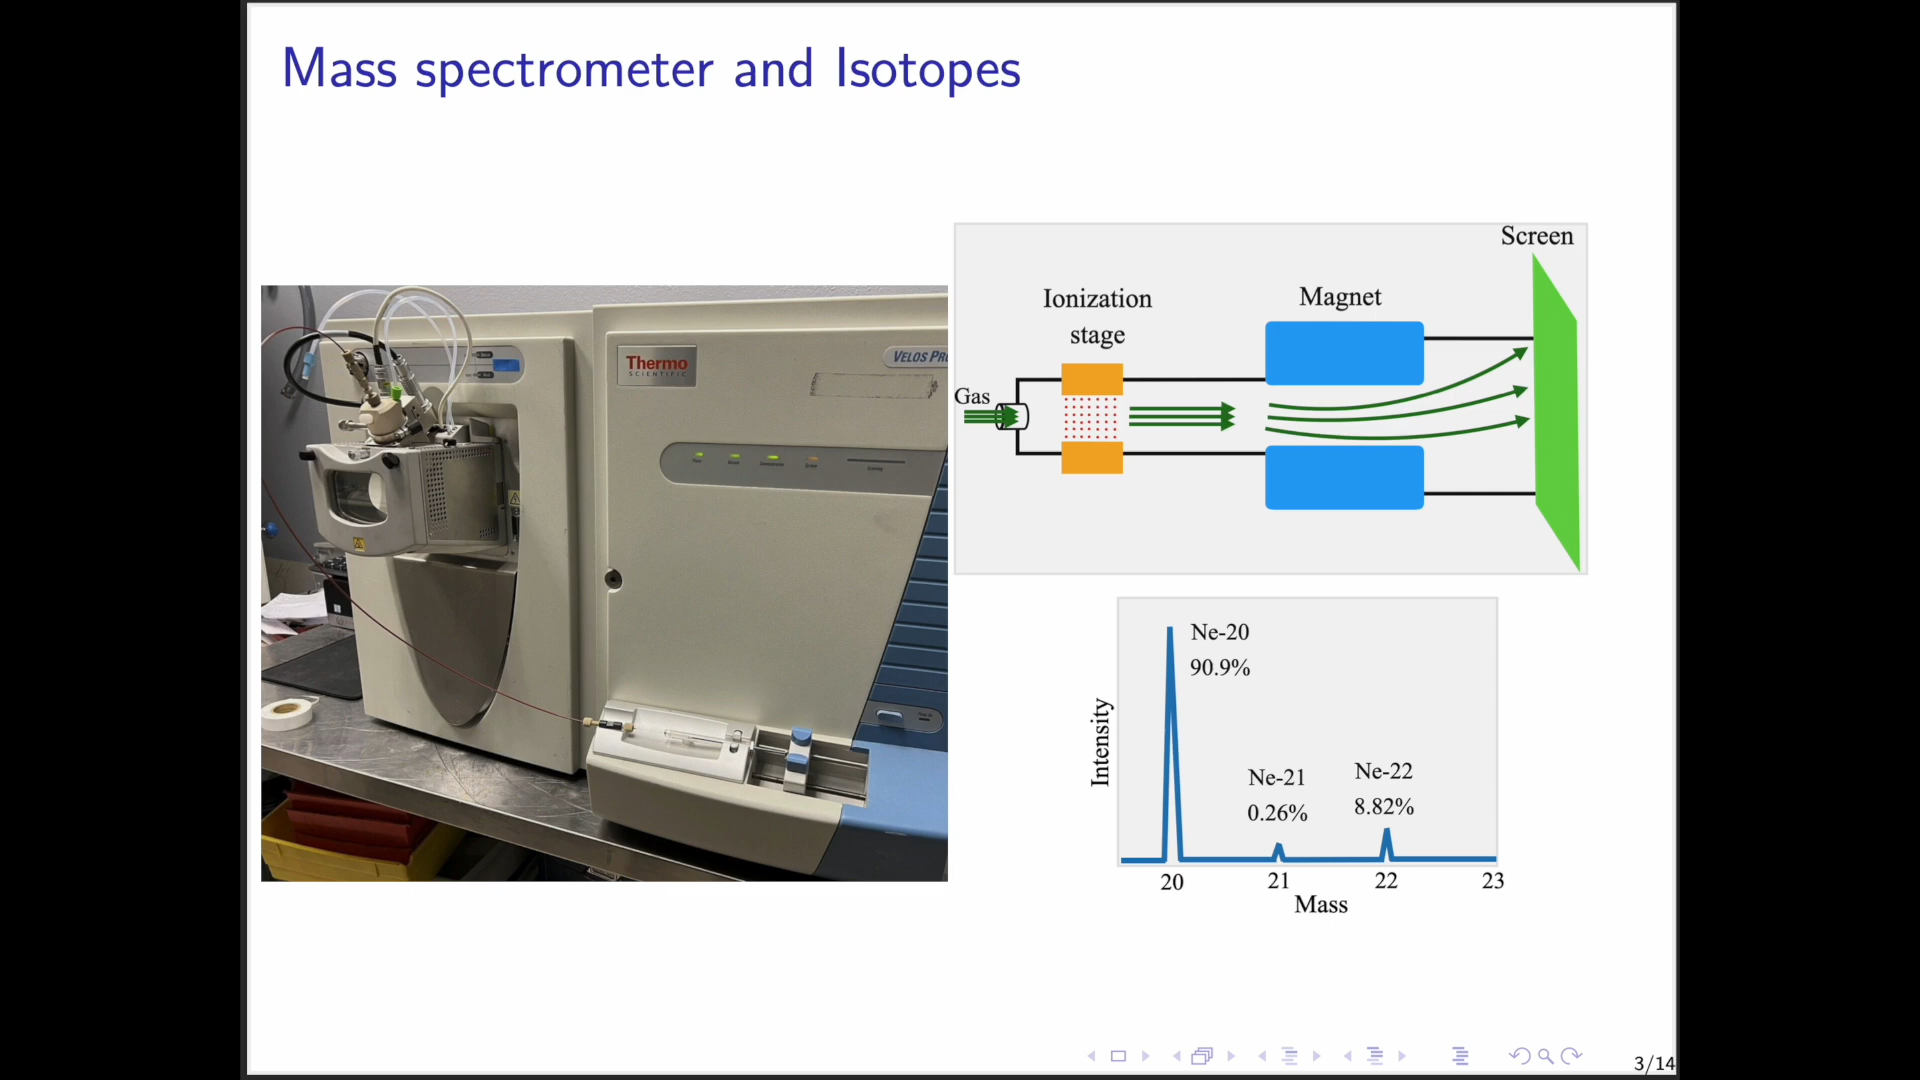 Mass spectrometer and Isotopes
Thermo
SCIENTIFIC
VELOS PR
Screen
Ionization
stage
Magnet
Gas
Ne-20
90.9%
Ne-21
0.26%
Ne-22
8.82%
Intensity
20
21
22
23
Mass
3/14